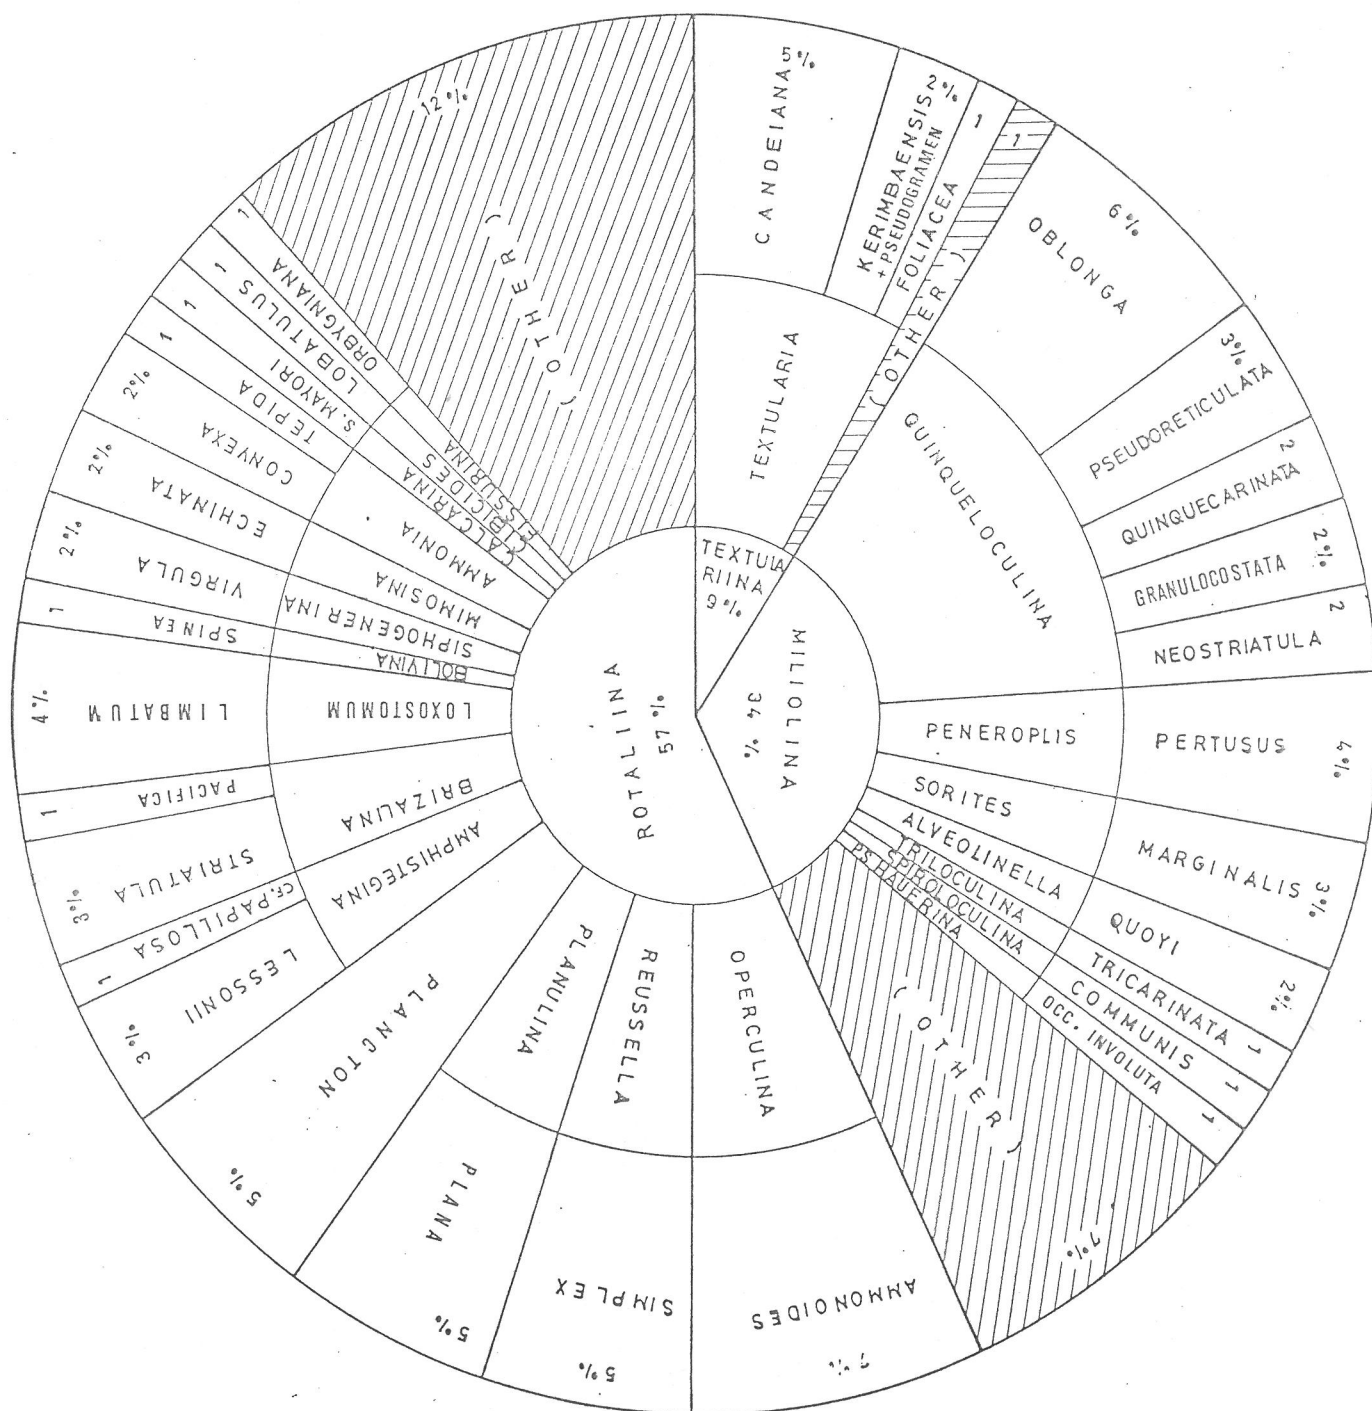 TEXTULA
RIINA
9%
TEXTULARIA
CANDEIANA
5%
KERIMBAENSIS
+ PSEUDOGRAMEN
2%
FOLIACEA
1
( OTHER )
1
MILIOLINA
34 %
QUINQUELOCULINA
OBLONGA
6%
PSEUDORETICULATA
3%
QUINQUECARINATA
2
GRANULOCOSTATA
2%
NEOSTRIATULA
2
PENEROPLIS
PERTUSUS
4%
SORITES
MARGINALIS
3%
ALVEOLINELLA
QUOYI
2%
TRILOCULINA
TRICARINATA
1
SPIROLOCULINA
COMMUNIS
1
PS. HAUERINA
OCC. INVOLUTA
1
( OTHER )
7%
ROTALIINA
57 %
OPERCULINA
AMMONOIDES
7%
REUSSELLA
SIMPLEX
5%
PLANULINA
PLANA
5%
PLANCTON
5%
AMPHISTEGINA
LESSONII
3%
CF. PAPILLOSA
1
BRIZALINA
STRIATULA
3%
PACIFICA
1
LOXOSTOMUM
LIMBATUM
4%
BOLIVINA
SPINEA
1
SIPHOGENERINA
VIRGULA
2%
MIMOSINA
ECHINATA
2%
AMMONIA
CONVEXA
2%
TEPIDA
1
CALCARINA
S. MAYORI
1
CIBICIDES
LOBATULUS
1
FISSURINA
ORBYGNIANA
1
( OTHER )
12%